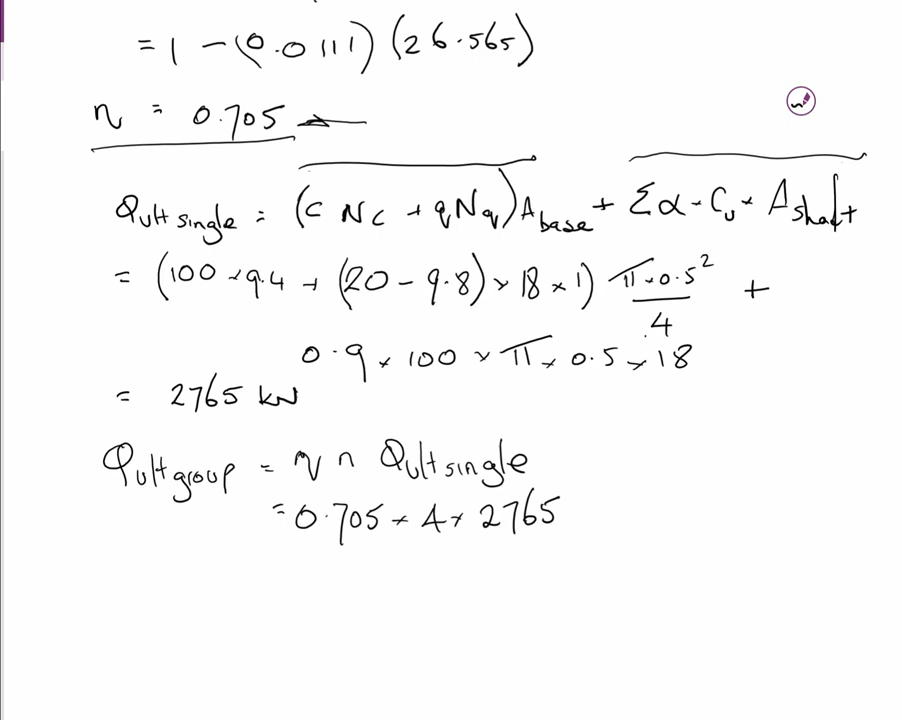 = 1 - (0.0111) (26.565)
η = 0.705
Qult single = (c Nc + qNq) Abase + Σα × Cu × Ashaft
= (100 × 9.4 + (20 - 9.8) × 18 × 1) π × 0.5² / 4 +
0.9 × 100 × π × 0.5 × 18
= 2765 kN
Qult group = η n Qult single
= 0.705 × 4 × 2765